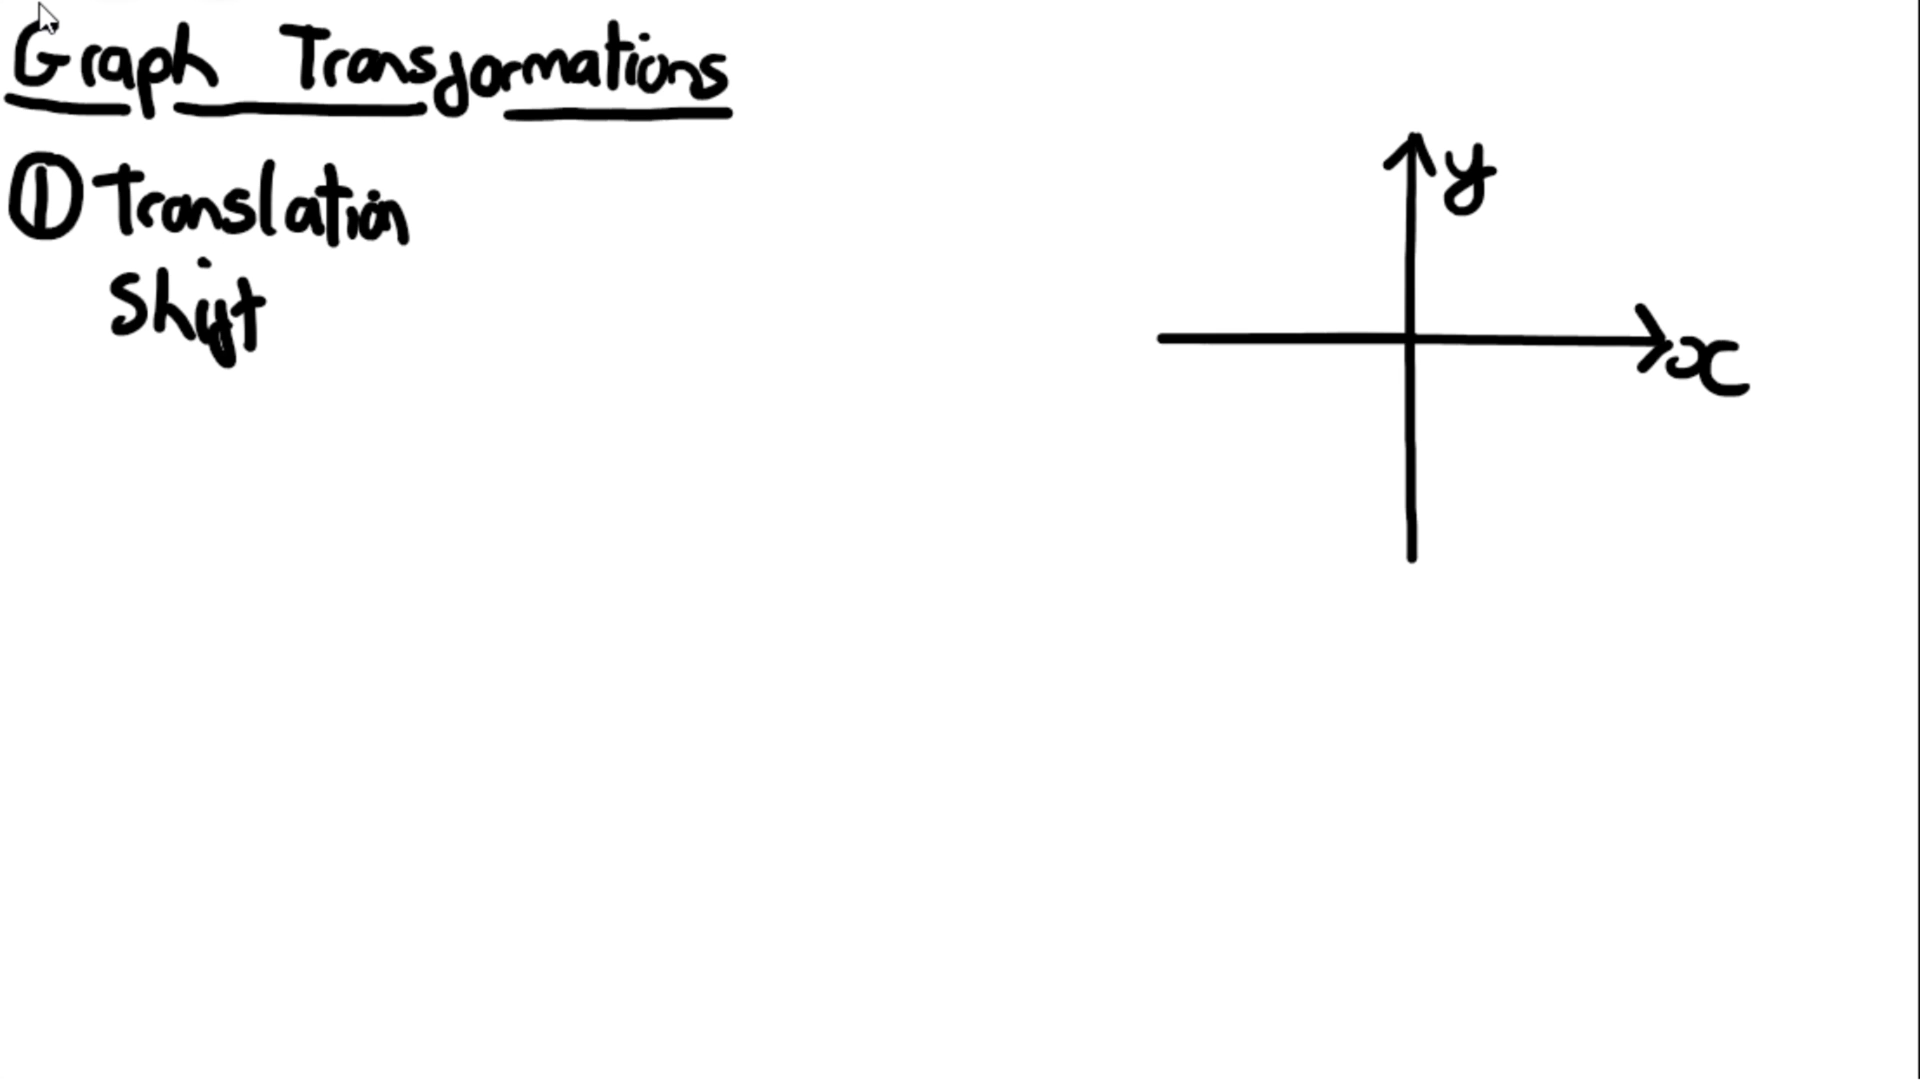 Graph Transformations
① Translation
Shift
y
x